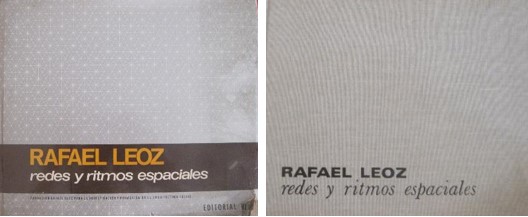 RAFAEL LEOZ
redes y ritmos espaciales
EDITORIAL
RAFAEL LEOZ
redes y ritmos espaciales